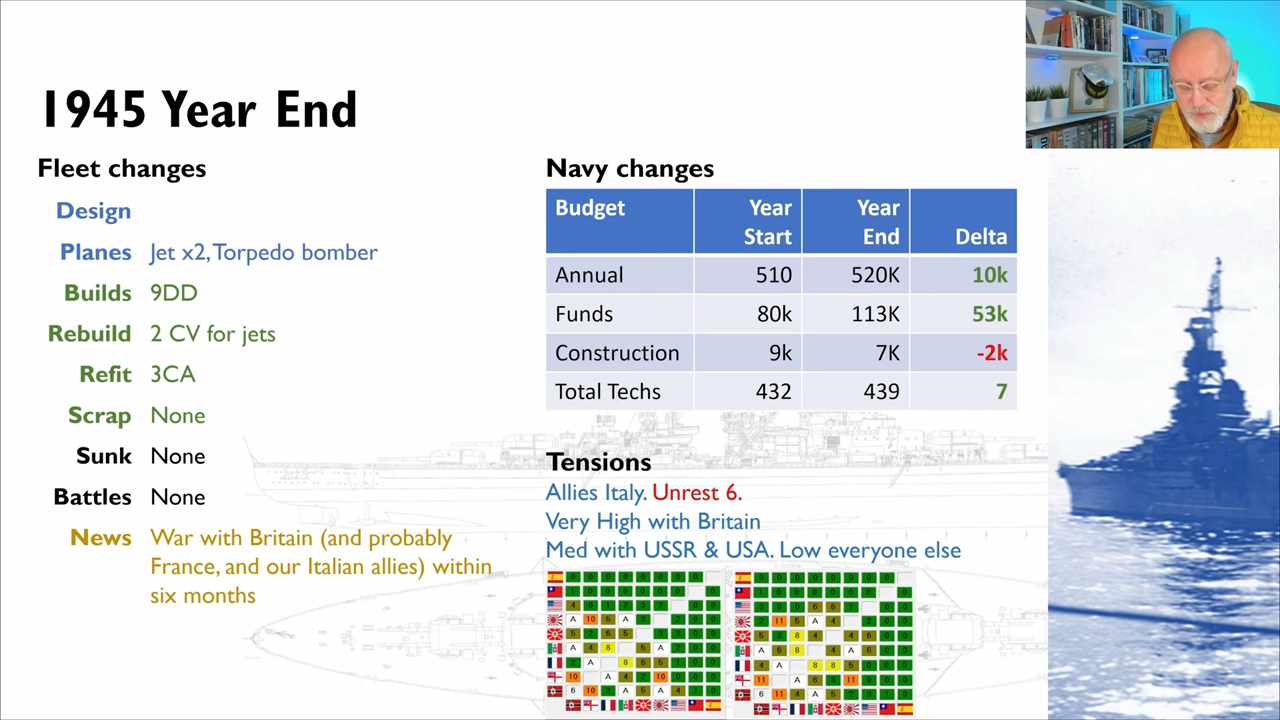 1945 Year End
Fleet changes
Design
Planes Jet x2, Torpedo bomber
Builds 9DD
Rebuild 2 CV for jets
Refit 3CA
Scrap None
Sunk None
Battles None
News War with Britain (and probably
France, and our Italian allies) within
six months
Navy changes
Budget Year Start Year End Delta
Annual 510 520K 10k
Funds 80k 113K 53k
Construction 9k 7K -2k
Total Techs 432 439 7
Tensions
Allies Italy. Unrest 6.
Very High with Britain
Med with USSR & USA. Low everyone else